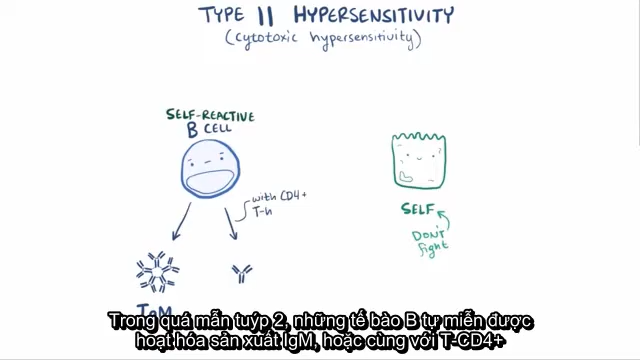 TYPE II HYPERSENSITIVITY
(cytotoxic hypersensitivity)
SELF-REACTIVE
B CELL
with CD4+
T-h
SELF
DON'T
fight
IgM
Trong quá mẫn tuýp 2, những tế bào B tự miễn được
hoạt hóa sản xuất IgM, hoặc cùng với T-CD4+